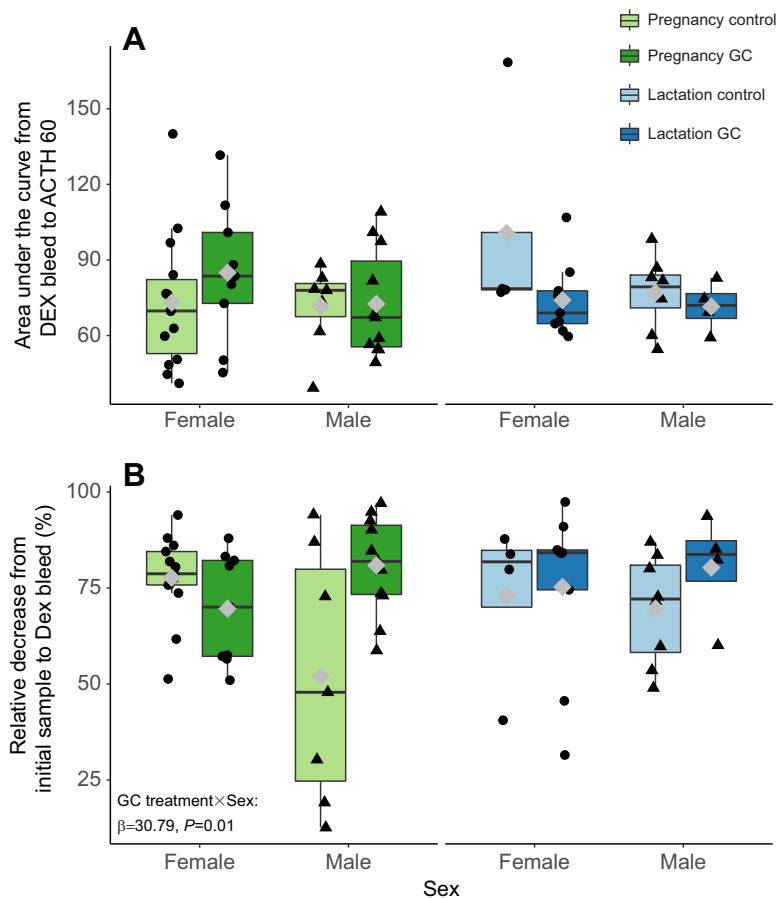 A
Pregnancy control
Pregnancy GC
Lactation control
Lactation GC
Area under the curve from
DEX bleed to ACTH 60
150
120
90
60
Female
Male
Female
Male
B
Relative decrease from
initial sample to Dex bleed (%)
100
75
50
25
GC treatment×Sex:
β=30.79, P=0.01
Female
Male
Female
Male
Sex